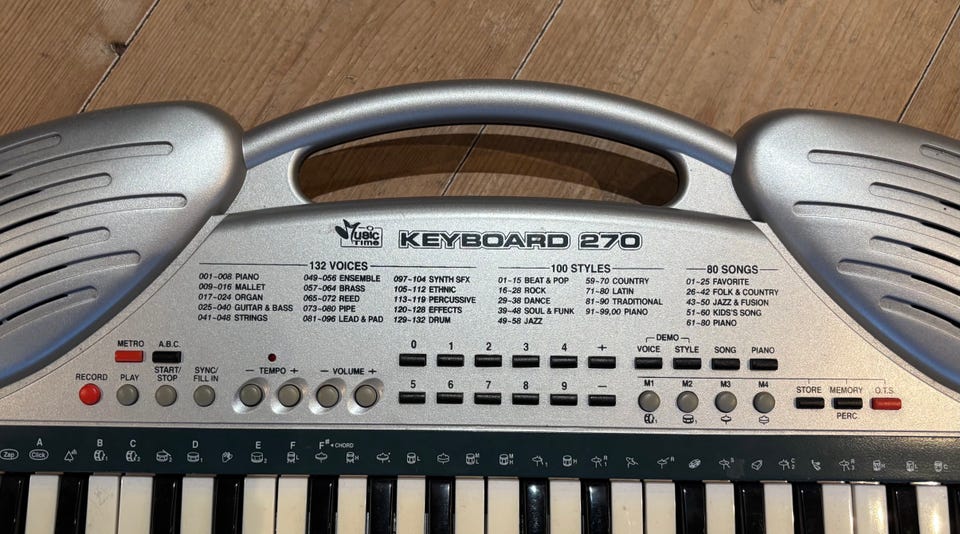 Music Time KEYBOARD 270
132 VOICES
001-008 PIANO
009-016 MALLET
017-024 ORGAN
025-040 GUITAR & BASS
041-048 STRINGS
049-056 ENSEMBLE
057-064 BRASS
065-072 REED
073-080 PIPE
081-096 LEAD & PAD
097-104 SYNTH SFX
105-112 ETHNIC
113-119 PERCUSSIVE
120-128 EFFECTS
129-132 DRUM
100 STYLES
01-15 BEAT & POP
16-28 ROCK
29-38 DANCE
39-48 SOUL & FUNK
49-58 JAZZ
59-70 COUNTRY
71-80 LATIN
81-90 TRADITIONAL
91-99,00 PIANO
80 SONGS
01-25 FAVORITE
26-42 FOLK & COUNTRY
43-50 JAZZ & FUSION
51-60 KIDS'S SONG
61-80 PIANO
METRO A.B.C.
RECORD PLAY START/STOP SYNC/FILL IN
- TEMPO + - VOLUME +
0 1 2 3 4 +
5 6 7 8 9 -
DEMO
VOICE STYLE SONG PIANO
M1 M2 M3 M4
STORE MEMORY O.T.S.
PERC.
A B C D E F F# CHORD
Zap Click